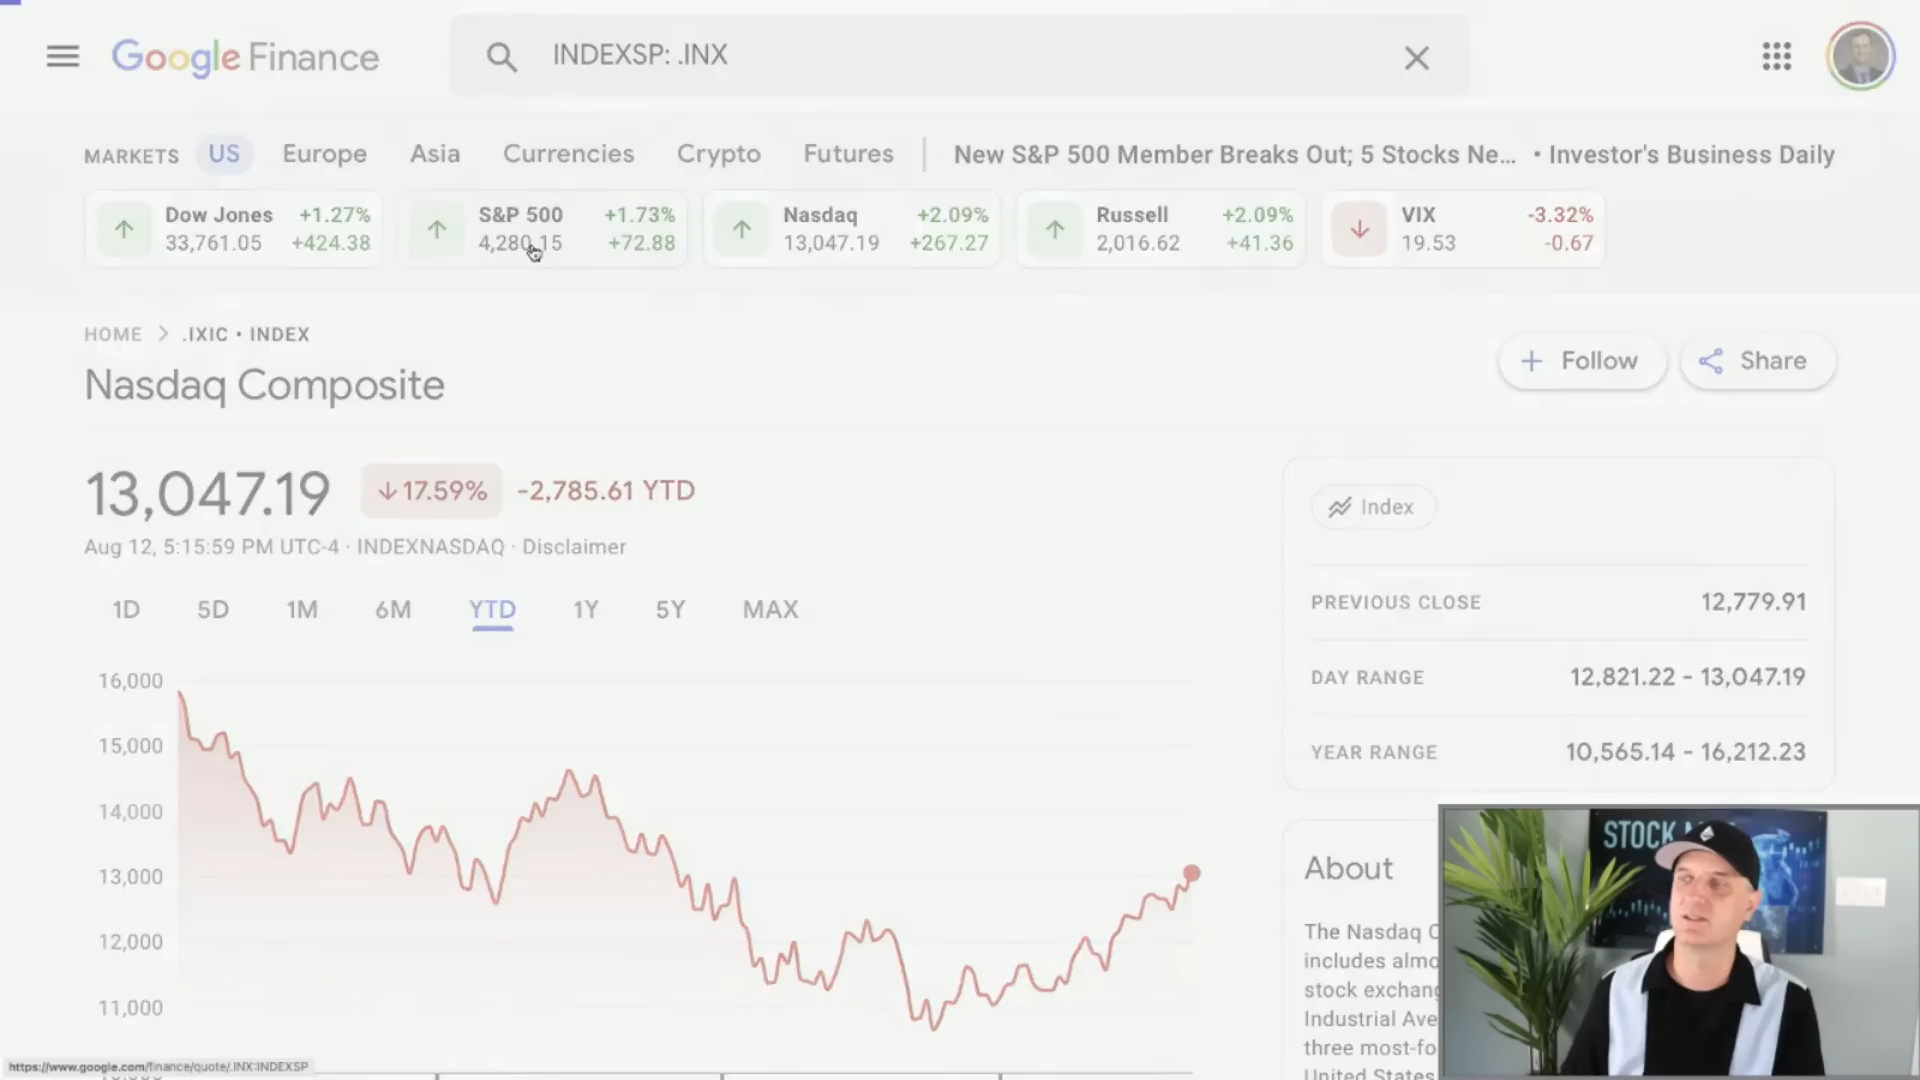 Google Finance
INDEXSP: .INX
MARKETS US Europe Asia Currencies Crypto Futures New S&P 500 Member Breaks Out; 5 Stocks Ne... • Investor's Business Daily
Dow Jones +1.27%
33,761.05 +424.38
S&P 500 +1.73%
4,280.15 +72.88
Nasdaq +2.09%
13,047.19 +267.27
Russell +2.09%
2,016.62 +41.36
VIX -3.32%
19.53 -0.67
HOME > .IXIC • INDEX
Nasdaq Composite
Follow
Share
13,047.19 ↓17.59% -2,785.61 YTD
Aug 12, 5:15:59 PM UTC-4 · INDEXNASDAQ · Disclaimer
1D 5D 1M 6M YTD 1Y 5Y MAX
16,000
15,000
14,000
13,000
12,000
11,000
Index
PREVIOUS CLOSE 12,779.91
DAY RANGE 12,821.22 - 13,047.19
YEAR RANGE 10,565.14 - 16,212.23
About
The Nasdaq C
includes almo
stock exchang
Industrial Ave
three most-fo
United States
STOCK
https://www.google.com/finance/quote/.INX:INDEXSP